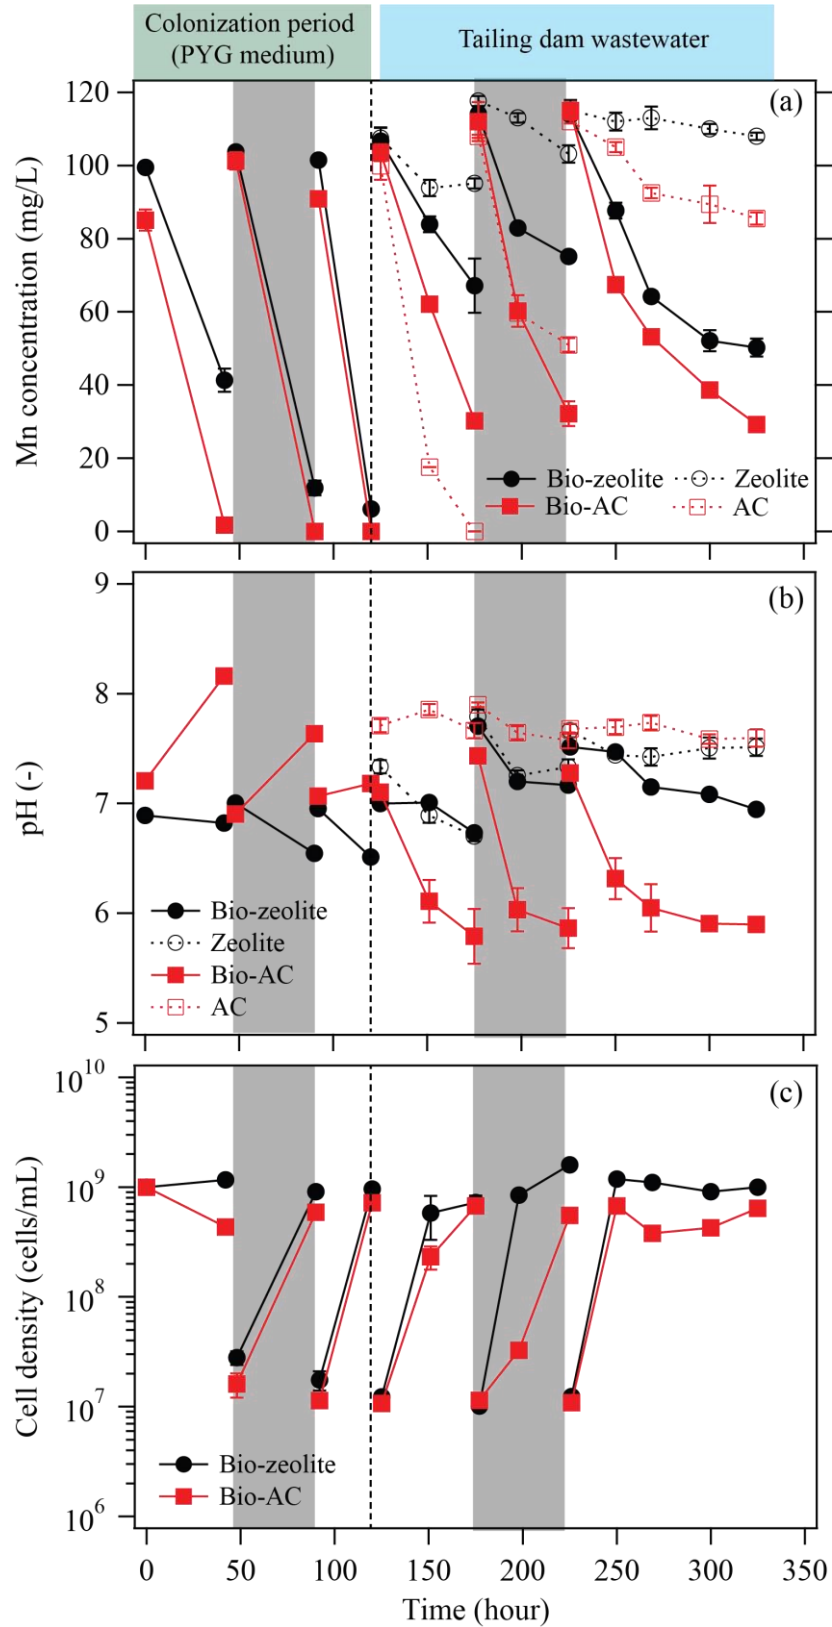 Colonization period
(PYG medium)
Tailing dam wastewater
(a)
Mn concentration (mg/L)
120
100
80
60
40
20
0
Bio-zeolite
Zeolite
Bio-AC
AC
(b)
pH (-)
9
8
7
6
5
Bio-zeolite
Zeolite
Bio-AC
AC
(c)
Cell density (cells/mL)
10^10
10^9
10^8
10^7
10^6
Bio-zeolite
Bio-AC
0 50 100 150 200 250 300 350
Time (hour)